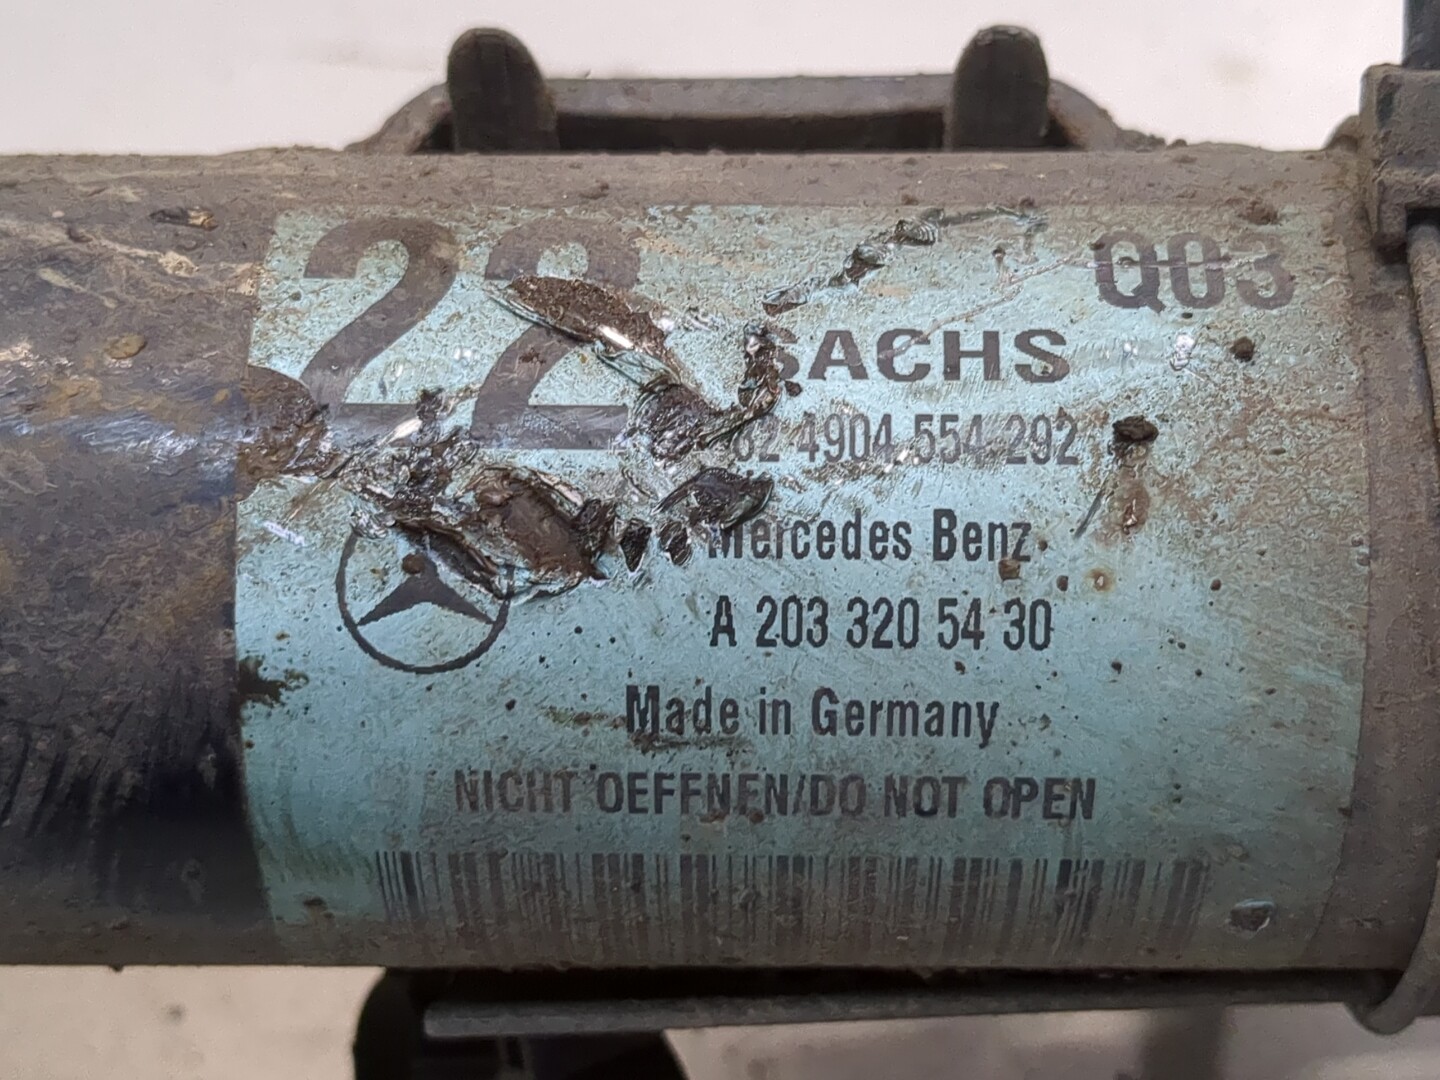 22
Q03
SACHS
82 4904 554 292
Mercedes Benz
A 203 320 54 30
Made in Germany
NICHT OEFFNEN/DO NOT OPEN